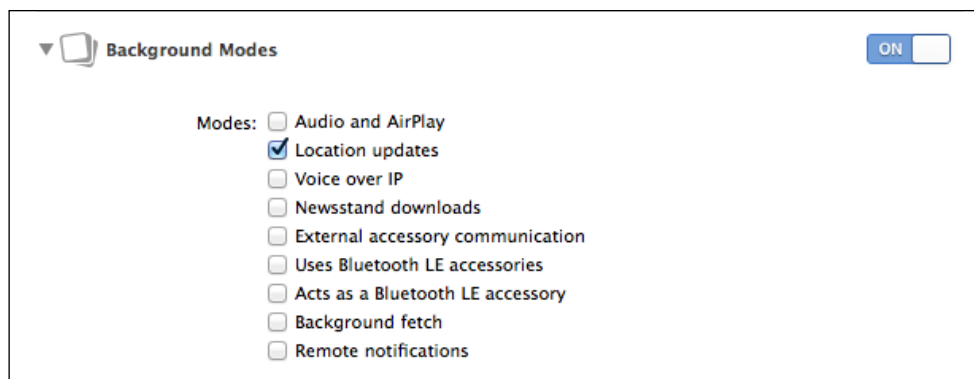 Background Modes
ON
Modes: Audio and AirPlay
Location updates
Voice over IP
Newsstand downloads
External accessory communication
Uses Bluetooth LE accessories
Acts as a Bluetooth LE accessory
Background fetch
Remote notifications